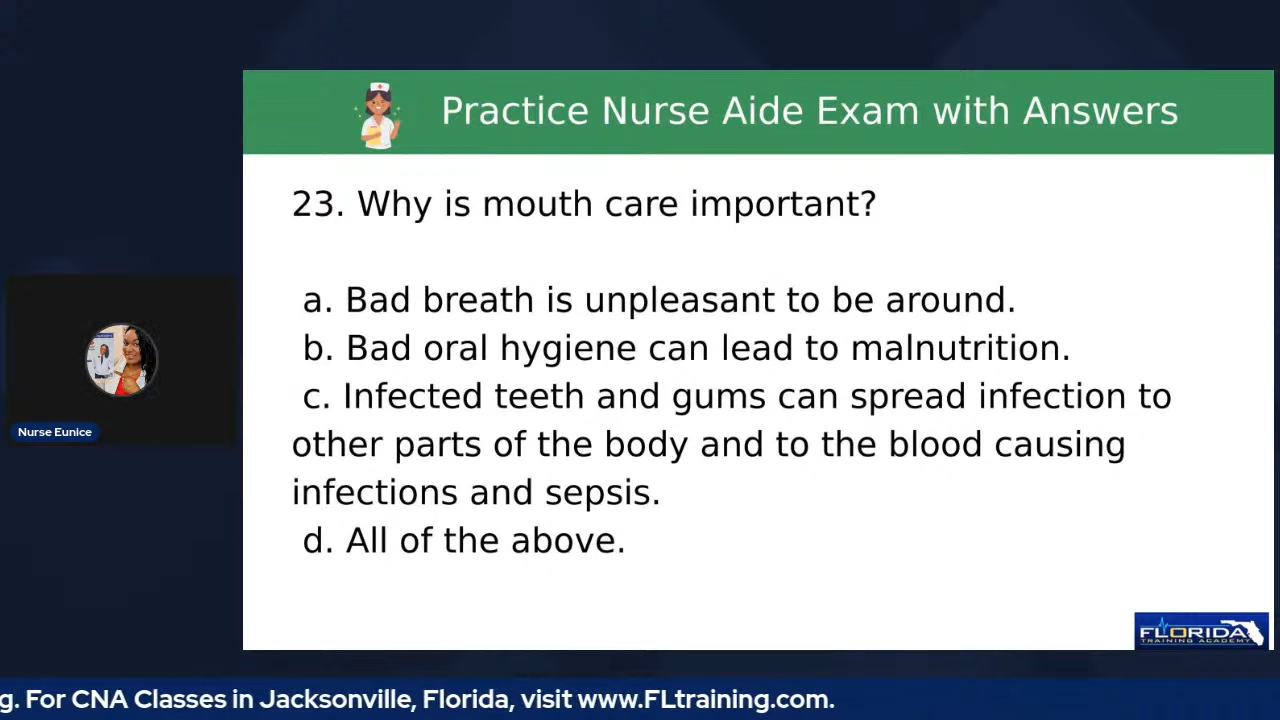 Practice Nurse Aide Exam with Answers
23. Why is mouth care important?
a. Bad breath is unpleasant to be around.
b. Bad oral hygiene can lead to malnutrition.
c. Infected teeth and gums can spread infection to
other parts of the body and to the blood causing
infections and sepsis.
d. All of the above.
Nurse Eunice
FLORIDA
TRAINING ACADEMY
g. For CNA Classes in Jacksonville, Florida, visit www.FLtraining.com.